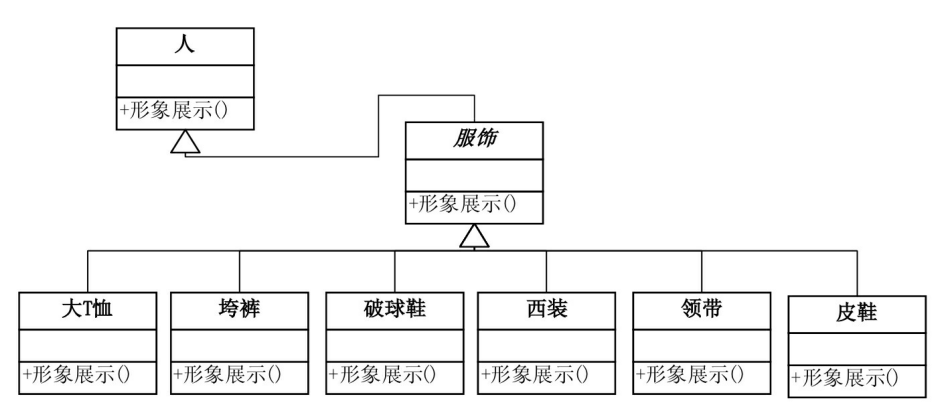 人
+形象展示()
服饰
+形象展示()
大T恤
+形象展示()
垮裤
+形象展示()
破球鞋
+形象展示()
西装
+形象展示()
领带
+形象展示()
皮鞋
+形象展示()